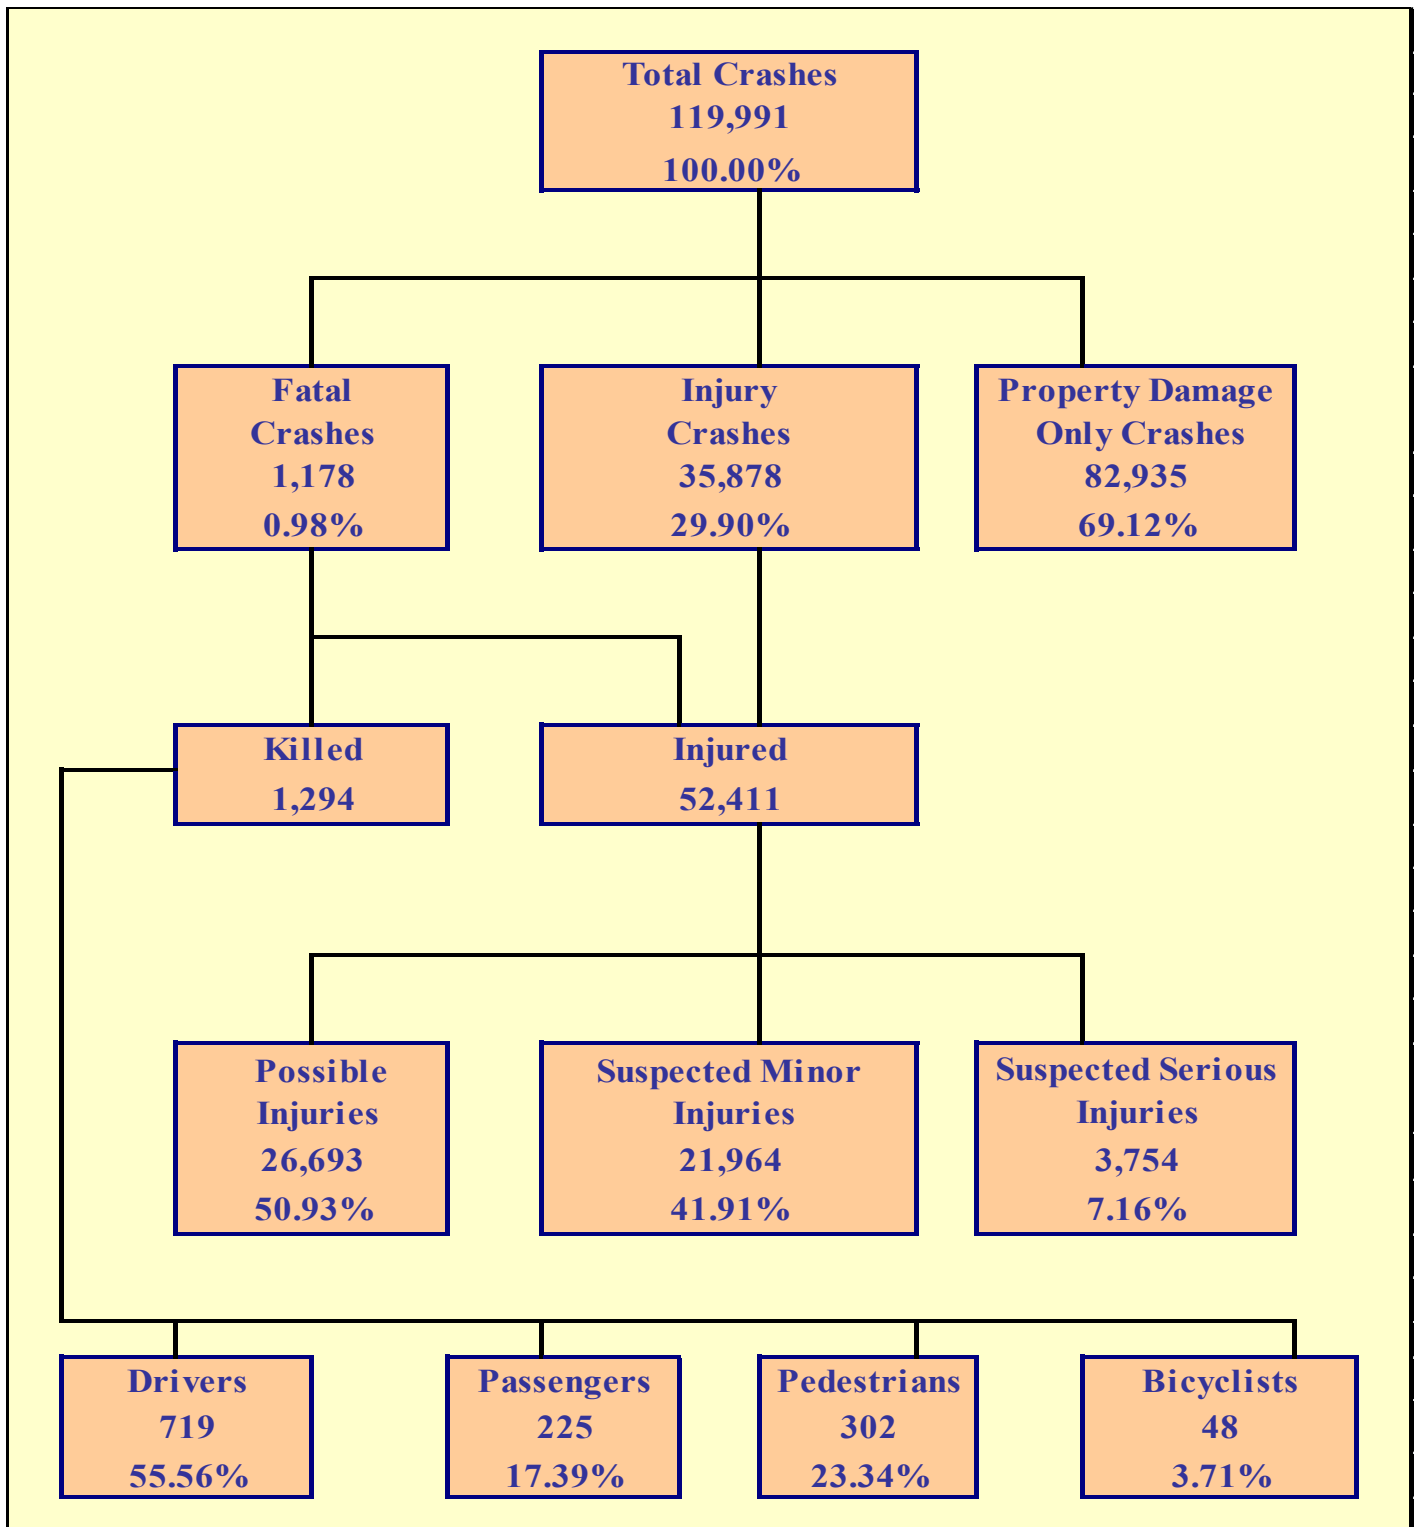 Total Crashes
119,991
100.00%
Fatal
Crashes
1,178
0.98%
Injury
Crashes
35,878
29.90%
Property Damage
Only Crashes
82,935
69.12%
Killed
1,294
Injured
52,411
Possible
Injuries
26,693
50.93%
Suspected Minor
Injuries
21,964
41.91%
Suspected Serious
Injuries
3,754
7.16%
Drivers
719
55.56%
Passengers
225
17.39%
Pedestrians
302
23.34%
Bicyclists
48
3.71%